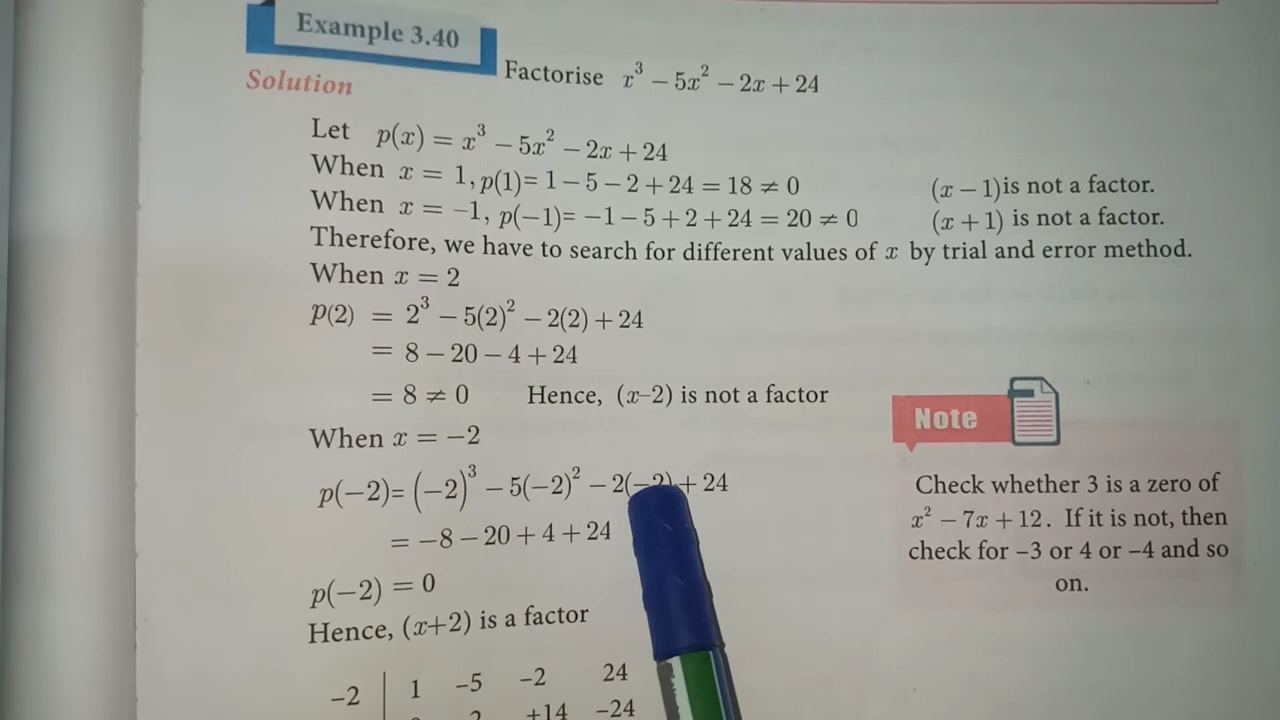 Example 3.40
Factorise x³ − 5x² − 2x + 24
Solution
Let p(x) = x³ − 5x² − 2x + 24
When x = 1, p(1)= 1 − 5 − 2 + 24 = 18 ≠ 0 (x − 1)is not a factor.
When x = −1, p(−1)= −1 − 5 + 2 + 24 = 20 ≠ 0 (x + 1) is not a factor.
Therefore, we have to search for different values of x by trial and error method.
When x = 2
p(2) = 2³ − 5(2)² − 2(2) + 24
= 8 − 20 − 4 + 24
= 8 ≠ 0 Hence, (x–2) is not a factor
When x = −2
p(−2)= (−2)³ − 5(−2)² − 2(−2) + 24
= −8 − 20 + 4 + 24
p(−2) = 0
Hence, (x+2) is a factor
−2 | 1 −5 −2 24
+14 −24
Note
Check whether 3 is a zero of
x² − 7x + 12. If it is not, then
check for –3 or 4 or –4 and so
on.